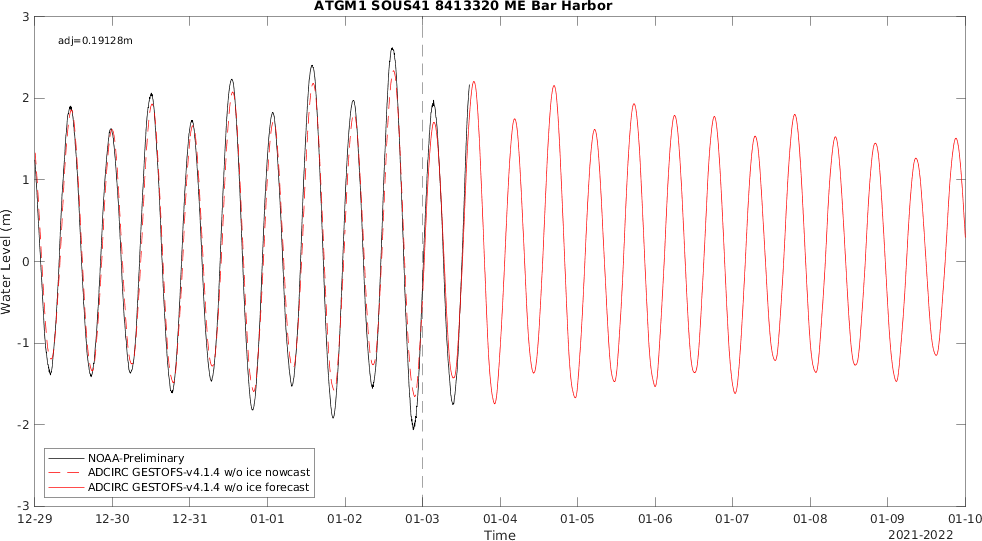 ATGM1 SOUS41 8413320 ME Bar Harbor
adj=0.19128m
3
2
1
0
-1
-2
-3
Water Level (m)
NOAA-Preliminary
ADCIRC GESTOFS-v4.1.4 w/o ice nowcast
ADCIRC GESTOFS-v4.1.4 w/o ice forecast
12-29 12-30 12-31 01-01 01-02 01-03 01-04 01-05 01-06 01-07 01-08 01-09 01-10
Time
2021-2022